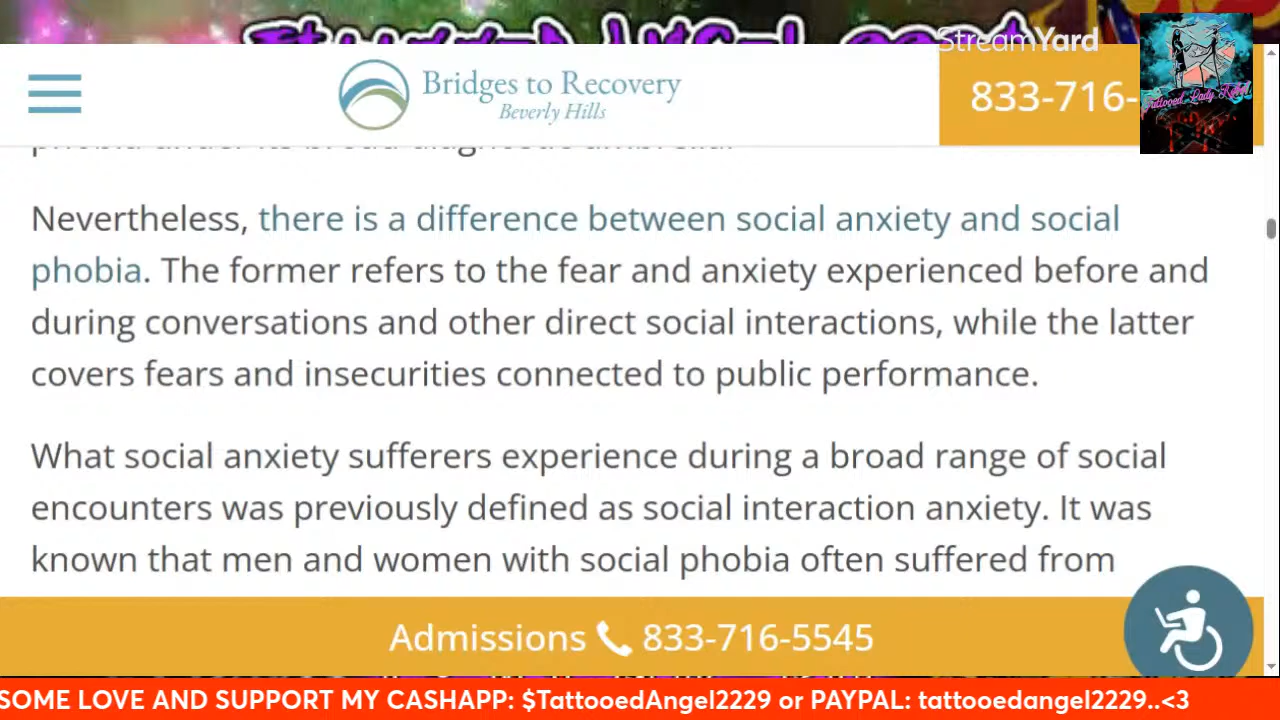 StreamYard
Bridges to Recovery
Beverly Hills
833-716-
Tattooed Lady Rebel
Nevertheless, there is a difference between social anxiety and social
phobia. The former refers to the fear and anxiety experienced before and
during conversations and other direct social interactions, while the latter
covers fears and insecurities connected to public performance.
What social anxiety sufferers experience during a broad range of social
encounters was previously defined as social interaction anxiety. It was
known that men and women with social phobia often suffered from
Admissions 833-716-5545
SOME LOVE AND SUPPORT MY CASHAPP: $TattooedAngel2229 or PAYPAL: tattooedangel2229..<3